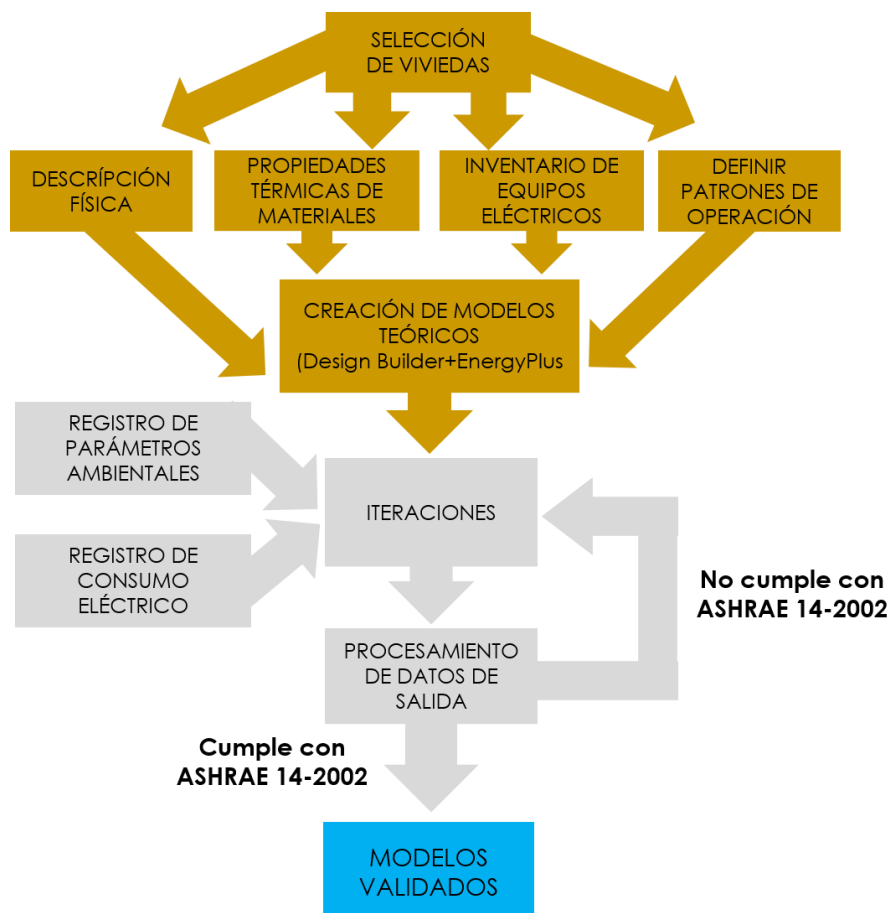 SELECCIÓN
DE VIVIEDAS
DESCRÍPCIÓN
FÍSICA
PROPIEDADES
TÉRMICAS DE
MATERIALES
INVENTARIO DE
EQUIPOS
ELÉCTRICOS
DEFINIR
PATRONES DE
OPERACIÓN
CREACIÓN DE MODELOS
TEÓRICOS
(Design Builder+EnergyPlus
REGISTRO DE
PARÁMETROS
AMBIENTALES
ITERACIONES
REGISTRO DE
CONSUMO
ELÉCTRICO
No cumple con
ASHRAE 14-2002
PROCESAMIENTO
DE DATOS DE
SALIDA
Cumple con
ASHRAE 14-2002
MODELOS
VALIDADOS